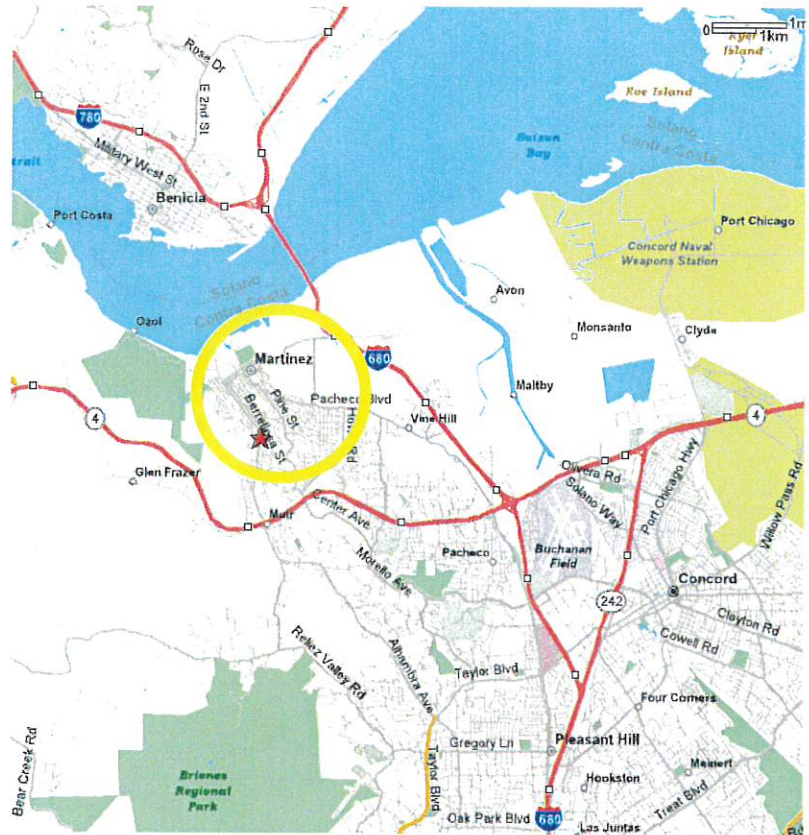 0 1m
1km
Ryer
Island
Roe Island
Rose Dr
E 2nd St
780
Military West St
Benicia
Port Costa
Solano
Contra Costa
Bay
Port Chicago
Concord Naval
Weapons Station
Solano
Contra Costa
Avon
Monsanto
Clyde
Ozol
Martinez
680
Maltby
Pine St
Pacheco Blvd
Berrellesa St
Vine Hill
4
4
Glen Frazer
Olivera Rd
Solano Way
Port Chicago Hwy
Willow Pass Rd
Muir
Center Ave
Pacheco
Buchanan
Field
Morello Ave
Concord
242
Clayton Rd
Cowell Rd
Reliez Valley Rd
Alhambra Ave
Taylor Blvd
Four Corners
Bear Creek Rd
Briones
Regional
Park
Taylor Blvd
Gregory Ln
Pleasant Hill
Hookston
Meinert
Treat Blvd
Oak Park Blvd
680
Las Juntas